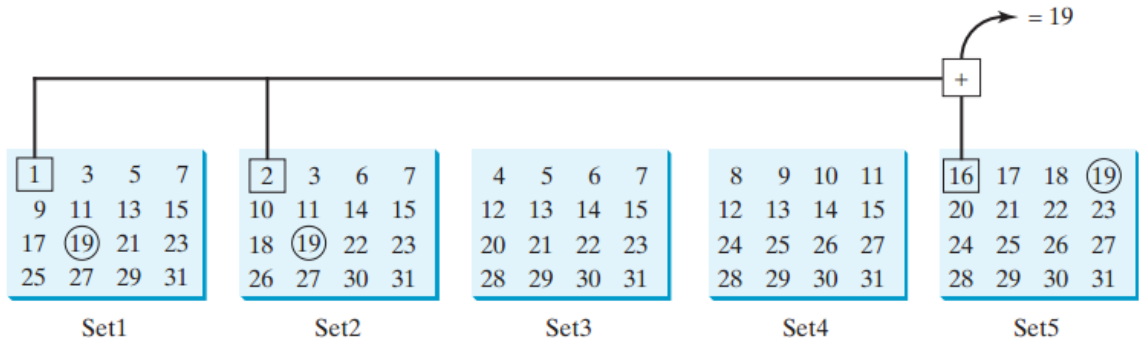 = 19
+
1 3 5 7 2 3 6 7 4 5 6 7 8 9 10 11 16 17 18 19
9 11 13 15 10 11 14 15 12 13 14 15 12 13 14 15 20 21 22 23
17 19 21 23 18 19 22 23 20 21 22 23 24 25 26 27 24 25 26 27
25 27 29 31 26 27 30 31 28 29 30 31 28 29 30 31 28 29 30 31
Set1 Set2 Set3 Set4 Set5